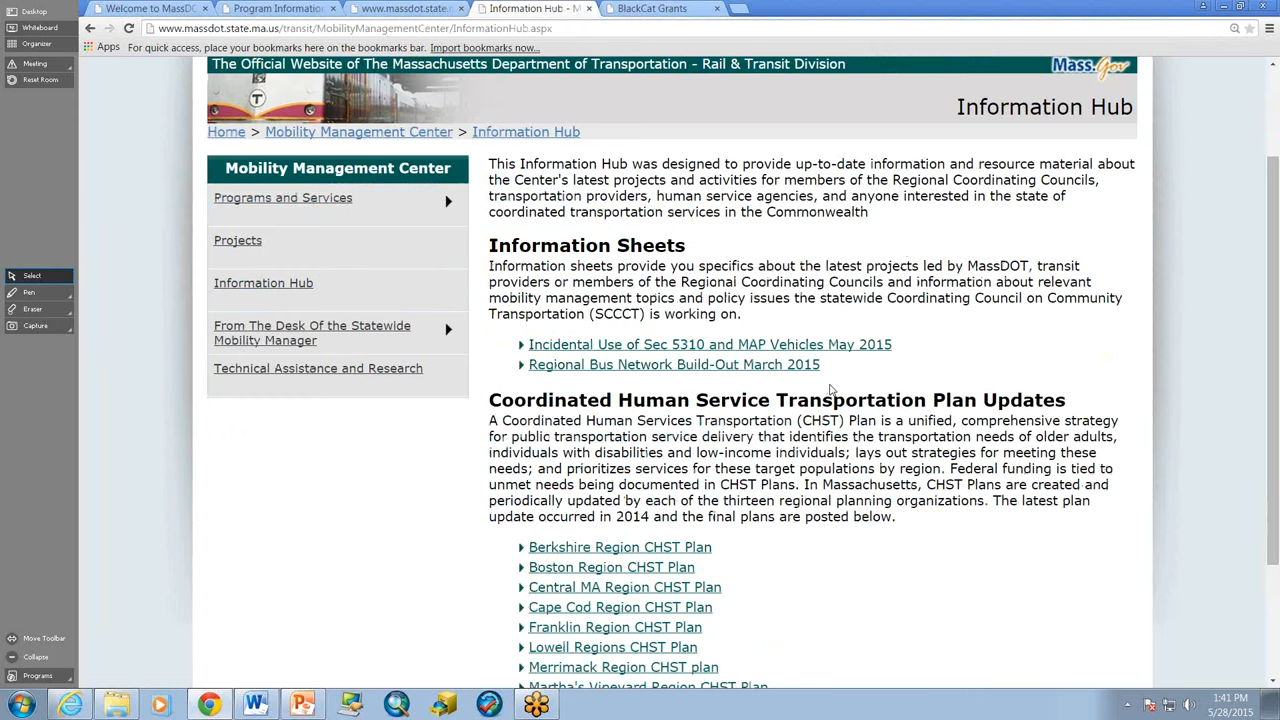 Desktop
Whiteboard
Organizer
Meeting
Reset Room
Select
Pen
Eraser
Capture
Move Toolbar
Collapse
Programs
Welcome to MassDO
Program Information
www.massdot.state.m
Information Hub - M
BlackCat Grants
www.massdot.state.ma.us/transit/MobilityManagementCenter/InformationHub.aspx
Apps For quick access, place your bookmarks here on the bookmarks bar. Import bookmarks now...
The Official Website of The Massachusetts Department of Transportation - Rail & Transit Division
Mass.Gov
T
Information Hub
Home > Mobility Management Center > Information Hub
Mobility Management Center
Programs and Services
Projects
Information Hub
From The Desk Of the Statewide
Mobility Manager
Technical Assistance and Research
This Information Hub was designed to provide up-to-date information and resource material about
the Center's latest projects and activities for members of the Regional Coordinating Councils,
transportation providers, human service agencies, and anyone interested in the state of
coordinated transportation services in the Commonwealth
Information Sheets
Information sheets provide you specifics about the latest projects led by MassDOT, transit
providers or members of the Regional Coordinating Councils and information about relevant
mobility management topics and policy issues the statewide Coordinating Council on Community
Transportation (SCCCT) is working on.
Incidental Use of Sec 5310 and MAP Vehicles May 2015
Regional Bus Network Build-Out March 2015
Coordinated Human Service Transportation Plan Updates
A Coordinated Human Services Transportation (CHST) Plan is a unified, comprehensive strategy
for public transportation service delivery that identifies the transportation needs of older adults,
individuals with disabilities and low-income individuals; lays out strategies for meeting these
needs; and prioritizes services for these target populations by region. Federal funding is tied to
unmet needs being documented in CHST Plans. In Massachusetts, CHST Plans are created and
periodically updated by each of the thirteen regional planning organizations. The latest plan
update occurred in 2014 and the final plans are posted below.
Berkshire Region CHST Plan
Boston Region CHST Plan
Central MA Region CHST Plan
Cape Cod Region CHST Plan
Franklin Region CHST Plan
Lowell Regions CHST Plan
Merrimack Region CHST plan
Martha's Vineyard Region CHST Plan
1:41 PM
5/28/2015